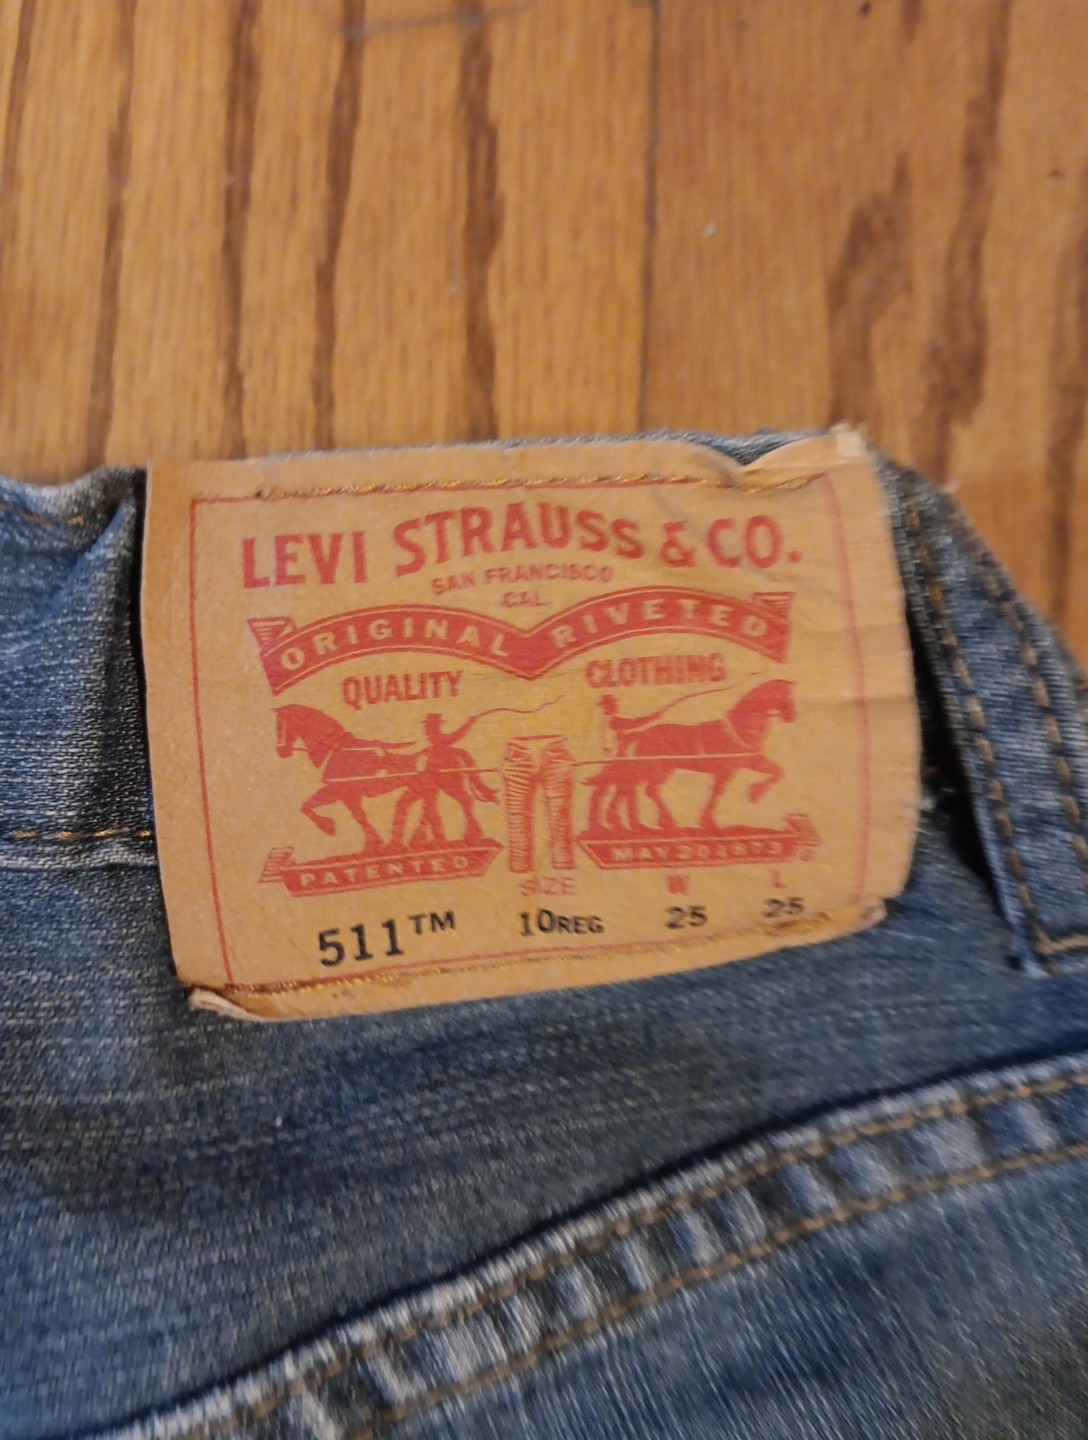 LEVI STRAUSS & CO.
SAN FRANCISCO
CAL.
ORIGINAL RIVETED
QUALITY CLOTHING
PATENTED MAY 20 1873
SIZE W L
511™ 10REG 25 25